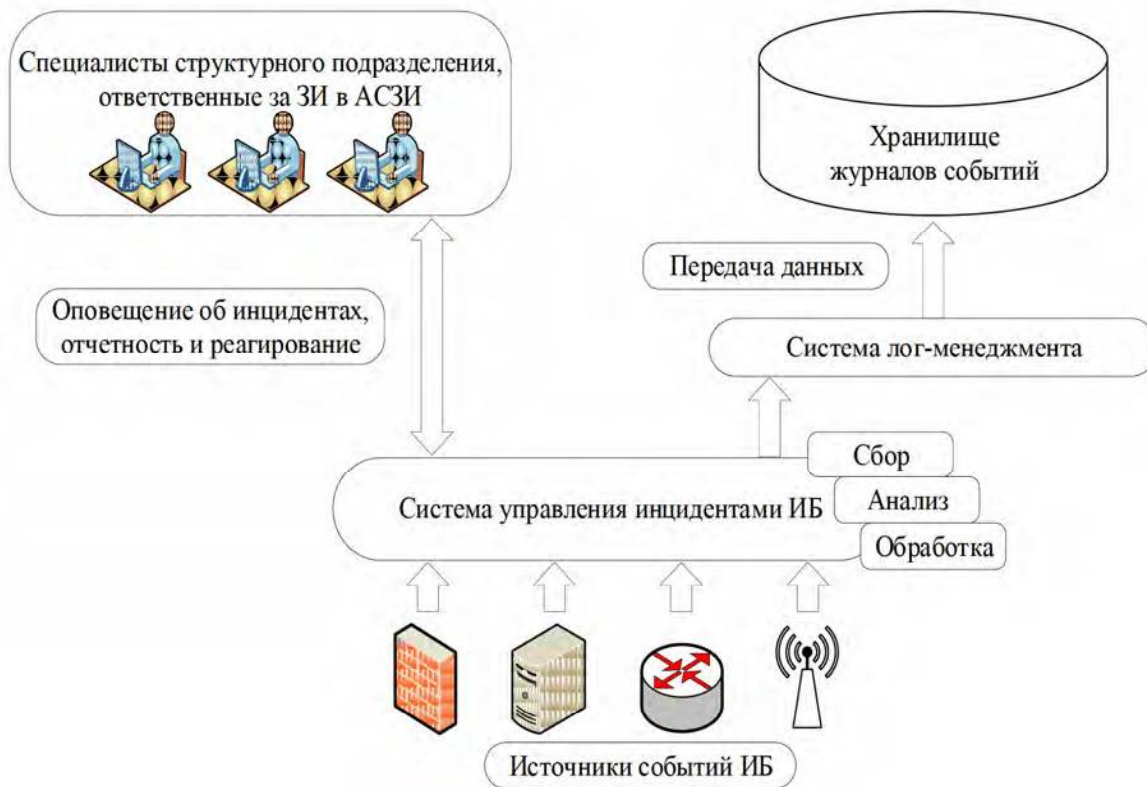 Специалисты структурного подразделения,
ответственные за ЗИ в АСЗИ
Хранилище
журналов событий
Передача данных
Оповещение об инцидентах,
отчетность и реагирование
Система лог-менеджмента
Сбор
Система управления инцидентами ИБ
Анализ
Обработка
Источники событий ИБ